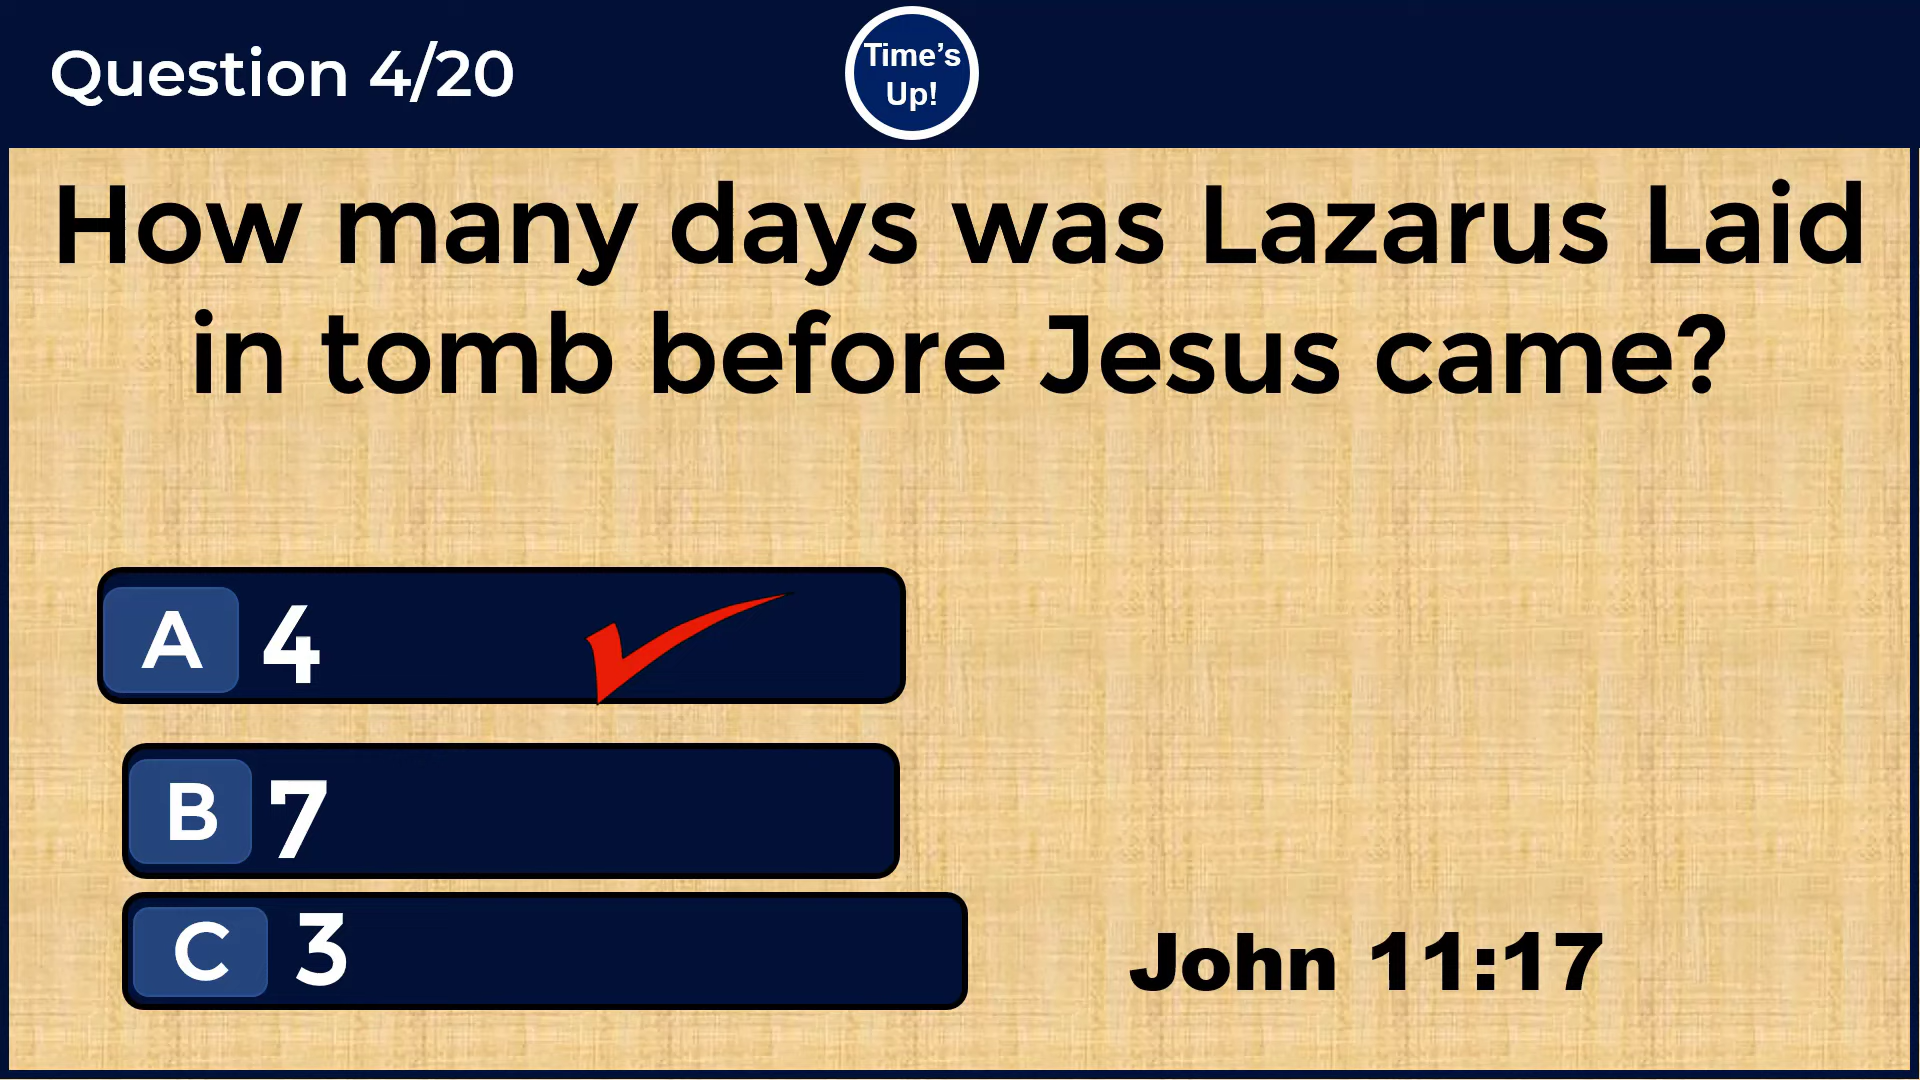 Question 4/20
Time's
Up!
How many days was Lazarus Laid
in tomb before Jesus came?
A 4
B 7
C 3
John 11:17